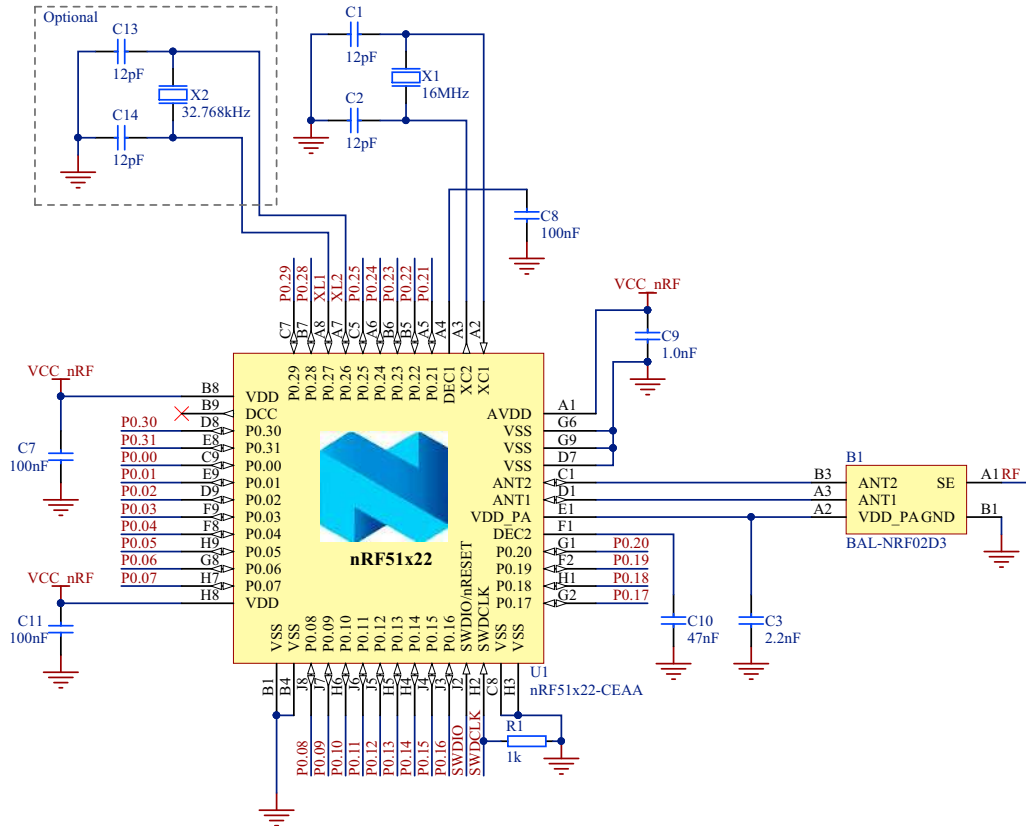 Optional
C13
12pF
X2
32.768kHz
C14
12pF
C1
12pF
X1
16MHz
C2
12pF
C8
100nF
P0.29
P0.28
XL1
XL2
P0.25
P0.24
P0.23
P0.22
P0.21
C7
B7
A8
A7
C5
A6
B6
B5
A5
A4
A3
A2
P0.29
P0.28
P0.27
P0.26
P0.25
P0.24
P0.23
P0.22
P0.21
DEC1
XC2
XC1
VCC_nRF
C9
1.0nF
VCC_nRF
C7
100nF
B8 VDD
B9 DCC
P0.30 D8 P0.30
P0.31 E8 P0.31
P0.00 C9 P0.00
P0.01 E9 P0.01
P0.02 D9 P0.02
P0.03 F9 P0.03
P0.04 F8 P0.04
P0.05 H9 P0.05
P0.06 G8 P0.06
P0.07 H7 P0.07
H8 VDD
VCC_nRF
C11
100nF
nRF51x22
AVDD A1
VSS G6
VSS G9
VSS D7
ANT2 C1
ANT1 D1
VDD_PA E1
DEC2 F1
P0.20 G1 P0.20
P0.19 F2 P0.19
P0.18 H1 P0.18
P0.17 G2 P0.17
B1
B3 ANT2 SE A1 RF
A3 ANT1
A2 VDD_PA GND B1
BAL-NRF02D3
C10
47nF
C3
2.2nF
VSS
VSS
P0.08
P0.09
P0.10
P0.11
P0.12
P0.13
P0.14
P0.15
P0.16
SWDIO/nRESET
SWDCLK
VSS
VSS
U1
nRF51x22-CEAA
B1
B4
J8
J7
H6
J6
J5
H5
H4
J4
J3
J2
H2
C8
H3
P0.08
P0.09
P0.10
P0.11
P0.12
P0.13
P0.14
P0.15
P0.16
SWDIO
SWDCLK
R1
1k